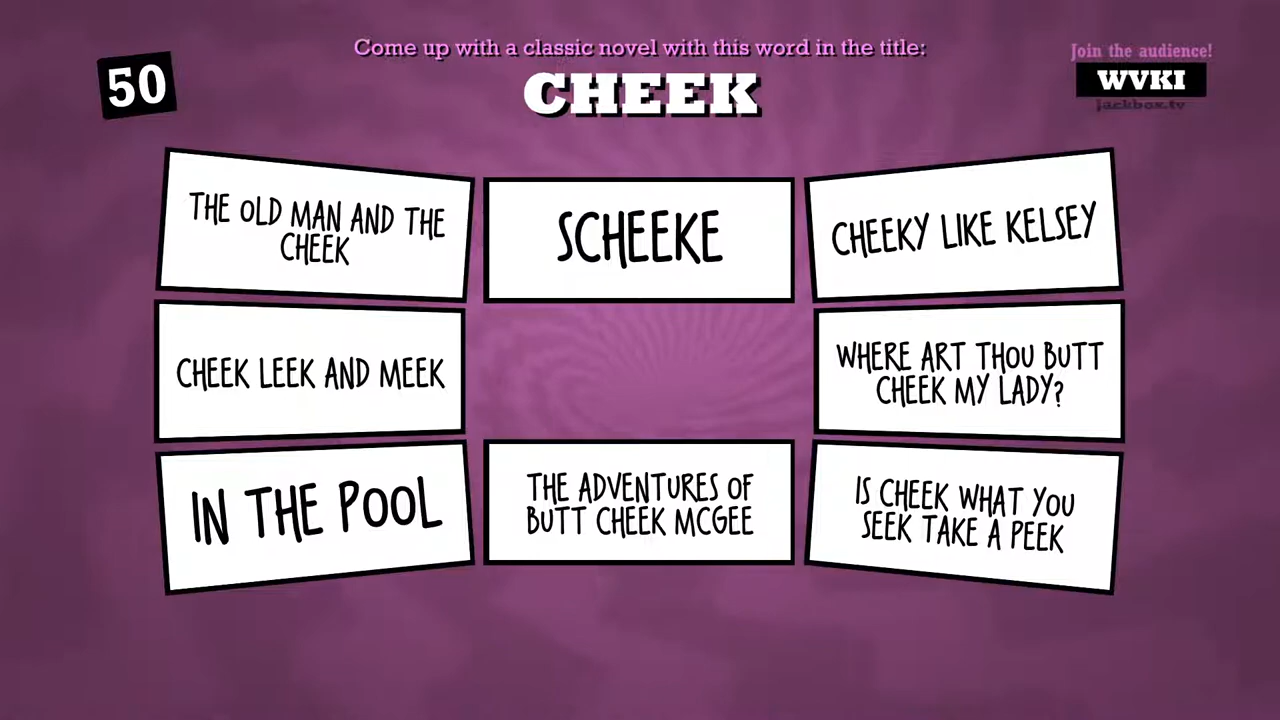 Come up with a classic novel with this word in the title:
CHEEK
50
Join the audience!
WVKI
jackbox.tv
THE OLD MAN AND THE
CHEEK
SCHEEKE
CHEEKY LIKE KELSEY
CHEEK LEEK AND MEEK
WHERE ART THOU BUTT
CHEEK MY LADY?
IN THE POOL
THE ADVENTURES OF
BUTT CHEEK MCGEE
IS CHEEK WHAT YOU
SEEK TAKE A PEEK